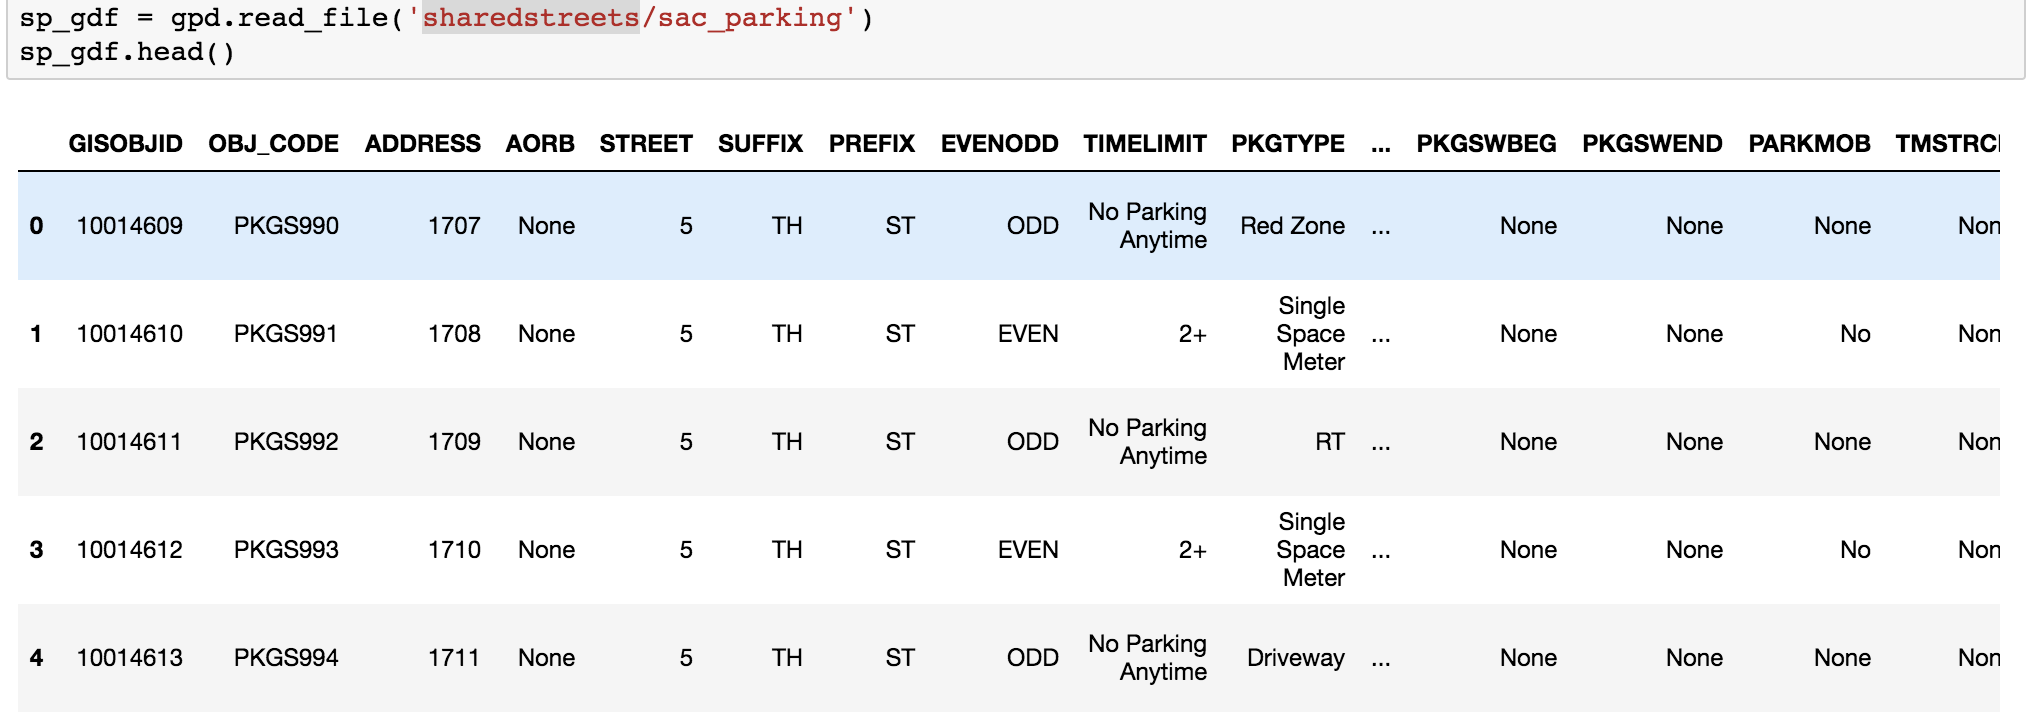 sp_gdf = gpd.read_file('sharedstreets/sac_parking')
sp_gdf.head()
GISOBJID OBJ_CODE ADDRESS AORB STREET SUFFIX PREFIX EVENODD TIMELIMIT PKGTYPE ... PKGSWBEG PKGSWEND PARKMOB TMSTRC
0 10014609 PKGS990 1707 None 5 TH ST ODD No Parking Anytime Red Zone ... None None None Non
1 10014610 PKGS991 1708 None 5 TH ST EVEN 2+ Single Space Meter ... None None No Non
2 10014611 PKGS992 1709 None 5 TH ST ODD No Parking Anytime RT ... None None None Non
3 10014612 PKGS993 1710 None 5 TH ST EVEN 2+ Single Space Meter ... None None No Non
4 10014613 PKGS994 1711 None 5 TH ST ODD No Parking Anytime Driveway ... None None None Non